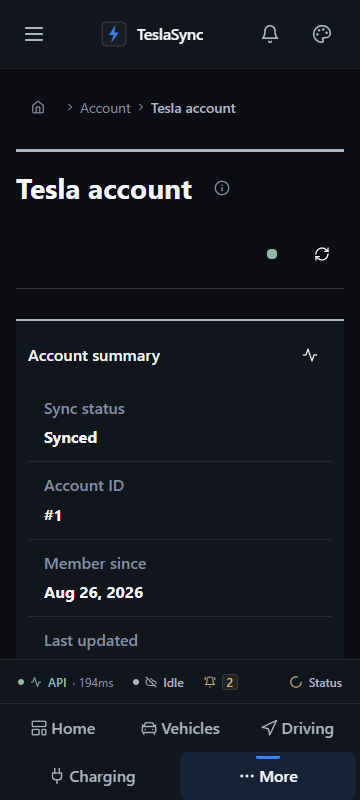 TeslaSync
Account
Tesla account
Tesla account
Account summary
Sync status
Synced
Account ID
#1
Member since
Aug 26, 2026
Last updated
API · 194ms
Idle
2
Status
Home
Vehicles
Driving
Charging
More